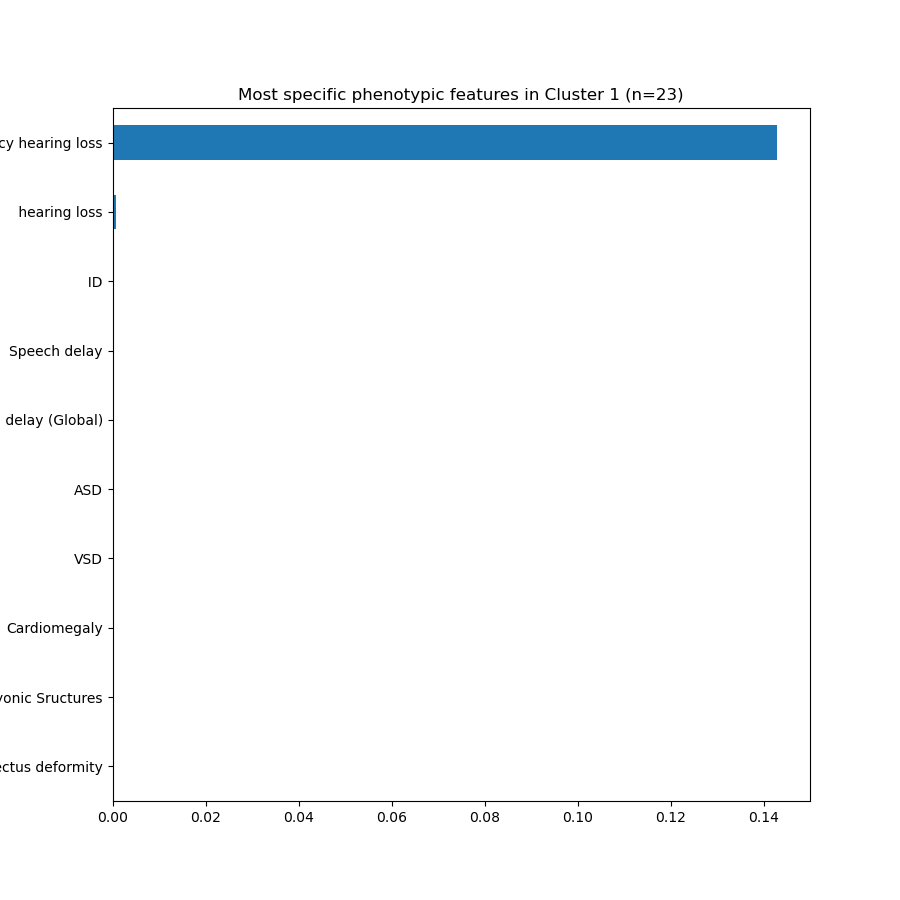 Most specific phenotypic features in Cluster 1 (n=23)
cy hearing loss
hearing loss
ID
Speech delay
delay (Global)
ASD
VSD
Cardiomegaly
yonic Sructures
ectus deformity
0.00 0.02 0.04 0.06 0.08 0.10 0.12 0.14